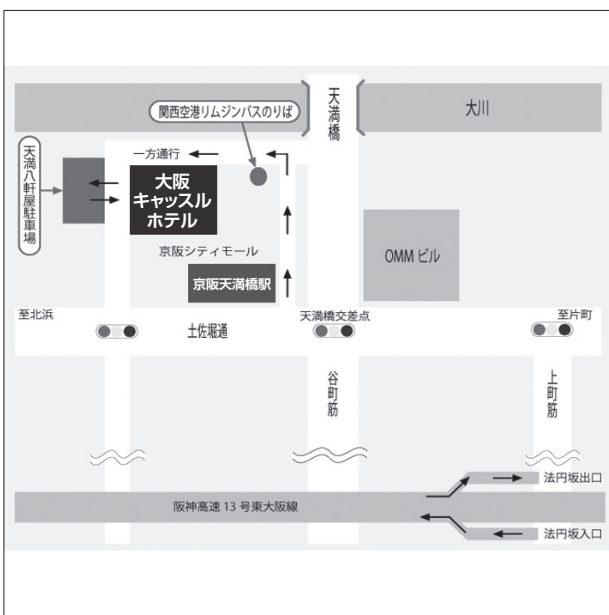 天満橋
大川
関西空港リムジンバスのりば
天満八軒屋駐車場
一方通行
大阪
キャッスル
ホテル
京阪シティモール
OMM ビル
京阪天満橋駅
至北浜
天満橋交差点
至片町
土佐堀通
谷町筋
上町筋
法円坂出口
阪神高速 13 号東大阪線
法円坂入口